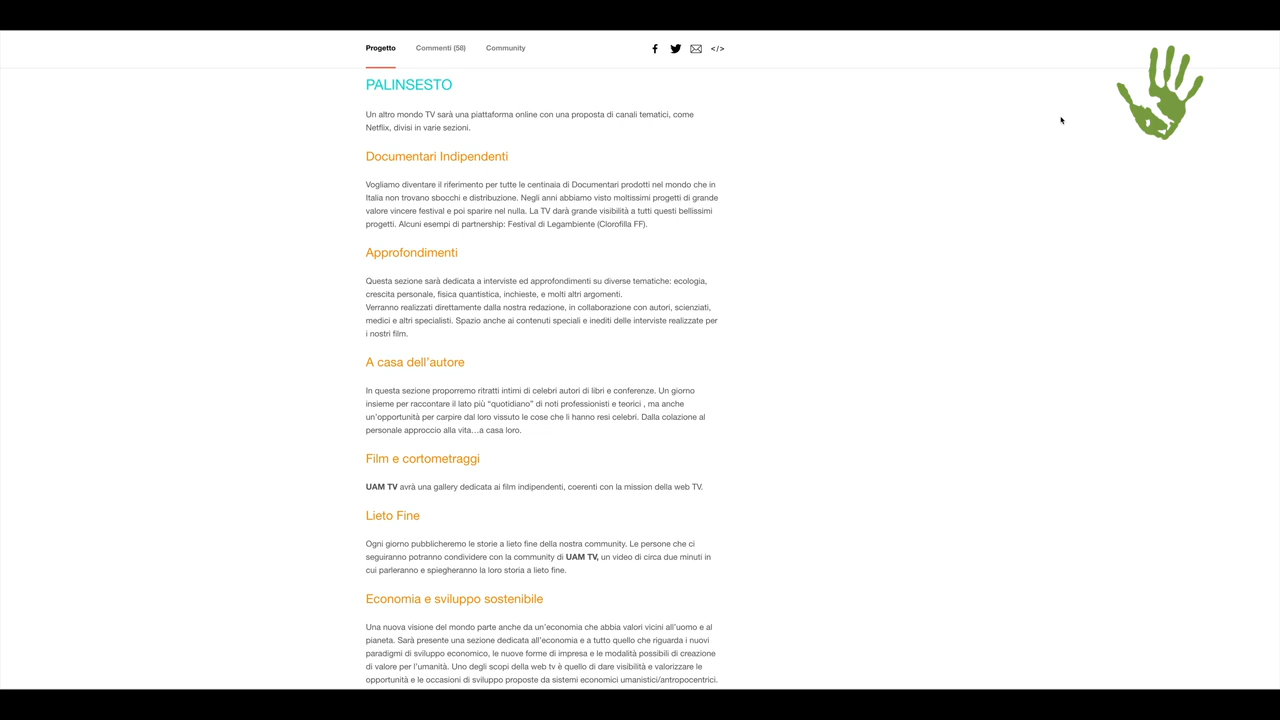 Progetto Commenti (58) Community </>
PALINSESTO
Un altro mondo TV sarà una piattaforma online con una proposta di canali tematici, come
Netflix, divisi in varie sezioni.
Documentari Indipendenti
Vogliamo diventare il riferimento per tutte le centinaia di Documentari prodotti nel mondo che in
Italia non trovano sbocchi e distribuzione. Negli anni abbiamo visto moltissimi progetti di grande
valore vincere festival e poi sparire nel nulla. La TV darà grande visibilità a tutti questi bellissimi
progetti. Alcuni esempi di partnership: Festival di Legambiente (Clorofilla FF).
Approfondimenti
Questa sezione sarà dedicata a interviste ed approfondimenti su diverse tematiche: ecologia,
crescita personale, fisica quantistica, inchieste, e molti altri argomenti.
Verranno realizzati direttamente dalla nostra redazione, in collaborazione con autori, scienziati,
medici e altri specialisti. Spazio anche ai contenuti speciali e inediti delle interviste realizzate per
i nostri film.
A casa dell'autore
In questa sezione proporremo ritratti intimi di celebri autori di libri e conferenze. Un giorno
insieme per raccontare il lato più “quotidiano” di noti professionisti e teorici , ma anche
un'opportunità per carpire dal loro vissuto le cose che li hanno resi celebri. Dalla colazione al
personale approccio alla vita…a casa loro.
Film e cortometraggi
UAM TV avrà una gallery dedicata ai film indipendenti, coerenti con la mission della web TV.
Lieto Fine
Ogni giorno pubblicheremo le storie a lieto fine della nostra community. Le persone che ci
seguiranno potranno condividere con la community di UAM TV, un video di circa due minuti in
cui parleranno e spiegheranno la loro storia a lieto fine.
Economia e sviluppo sostenibile
Una nuova visione del mondo parte anche da un'economia che abbia valori vicini all'uomo e al
pianeta. Sarà presente una sezione dedicata all'economia e a tutto quello che riguarda i nuovi
paradigmi di sviluppo economico, le nuove forme di impresa e le modalità possibili di creazione
di valore per l'umanità. Uno degli scopi della web tv è quello di dare visibilità e valorizzare le
opportunità e le occasioni di sviluppo proposte da sistemi economici umanistici/antropocentrici.